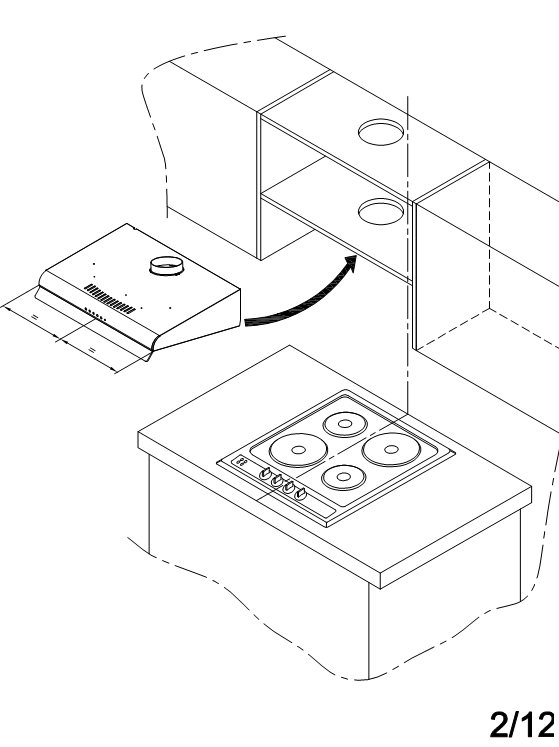 =
=
2/12